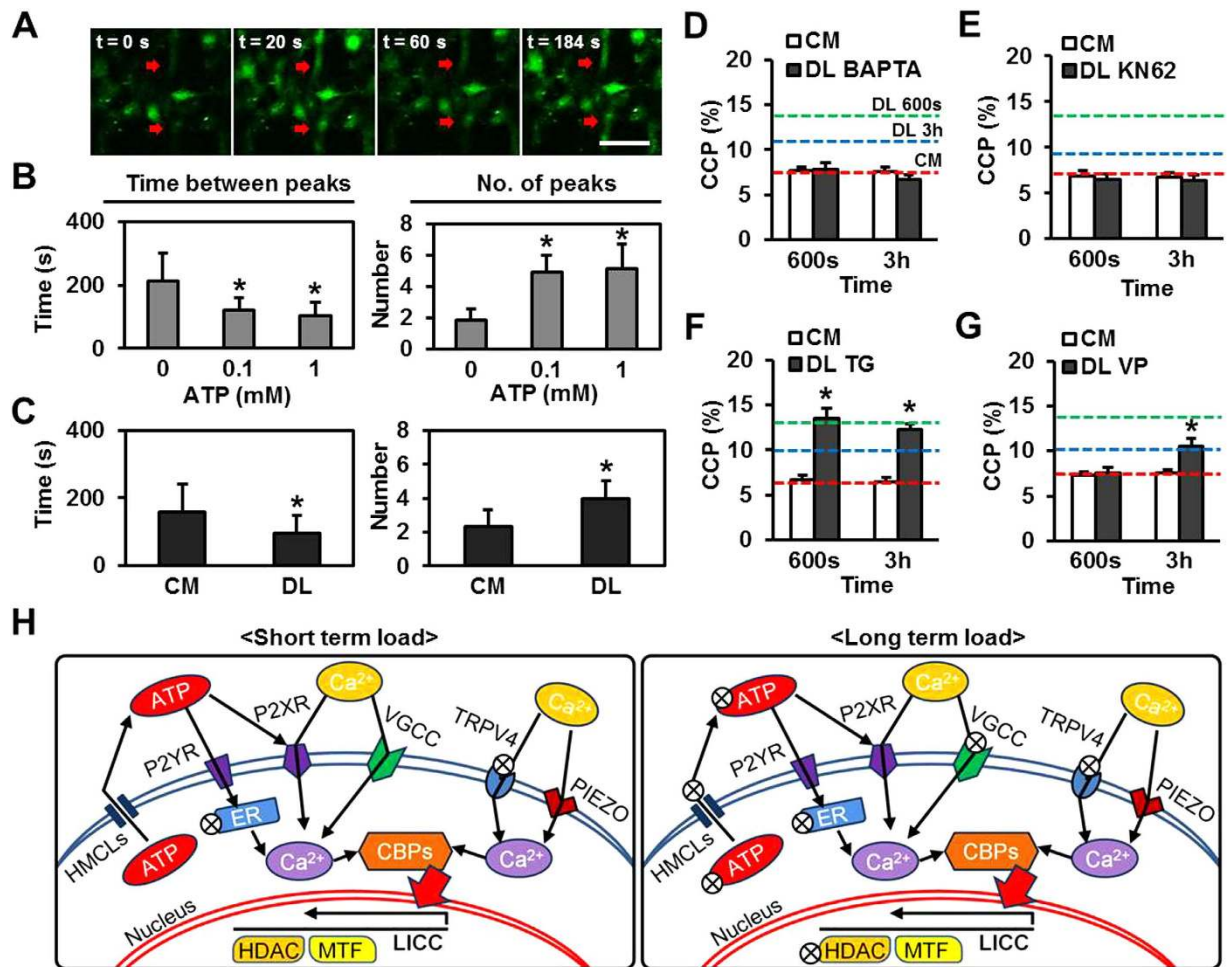 A
t = 0 s
t = 20 s
t = 60 s
t = 184 s
B
Time between peaks
No. of peaks
Time (s)
400
200
0
0
0.1
1
ATP (mM)
Number
8
6
4
2
0
*
*
*
*
0
0.1
1
ATP (mM)
C
Time (s)
400
200
0
*
CM
DL
Number
8
6
4
2
0
*
CM
DL
D
CM
DL BAPTA
CCP (%)
20
15
10
5
0
DL 600s
DL 3h
CM
600s
3h
Time
E
CM
DL KN62
CCP (%)
20
15
10
5
0
600s
3h
Time
F
CM
DL TG
CCP (%)
20
15
10
5
0
*
*
600s
3h
Time
G
CM
DL VP
CCP (%)
20
15
10
5
0
*
600s
3h
Time
H
<Short term load>
ATP
Ca²⁺
Ca²⁺
P2XR
VGCC
TRPV4
P2YR
PIEZO
HMCLs
ER
ATP
Ca²⁺
CBPs
Ca²⁺
Nucleus
LICC
HDAC
MTF
<Long term load>
ATP
Ca²⁺
Ca²⁺
P2XR
VGCC
TRPV4
P2YR
PIEZO
HMCLs
ER
ATP
Ca²⁺
CBPs
Ca²⁺
Nucleus
LICC
HDAC
MTF